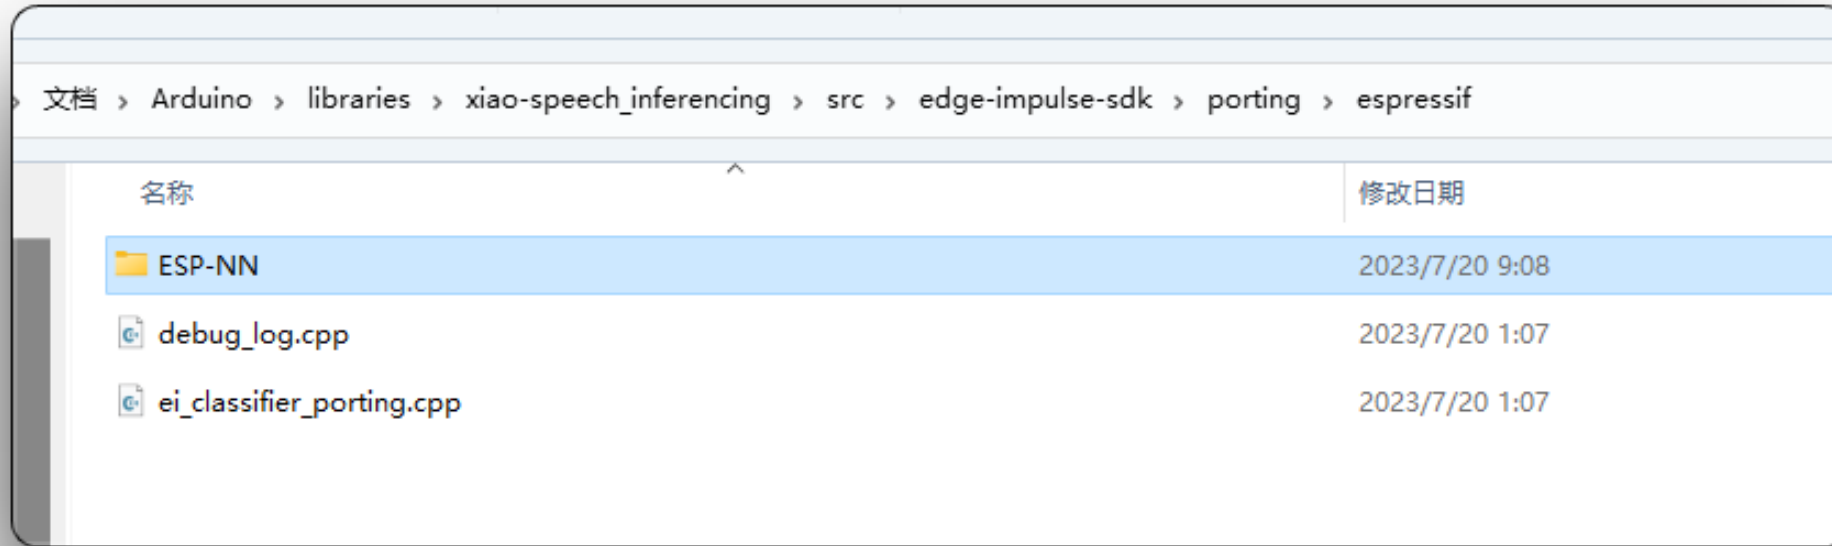 文档 > Arduino > libraries > xiao-speech_inferencing > src > edge-impulse-sdk > porting > espressif
名称 修改日期
ESP-NN 2023/7/20 9:08
debug_log.cpp 2023/7/20 1:07
ei_classifier_porting.cpp 2023/7/20 1:07